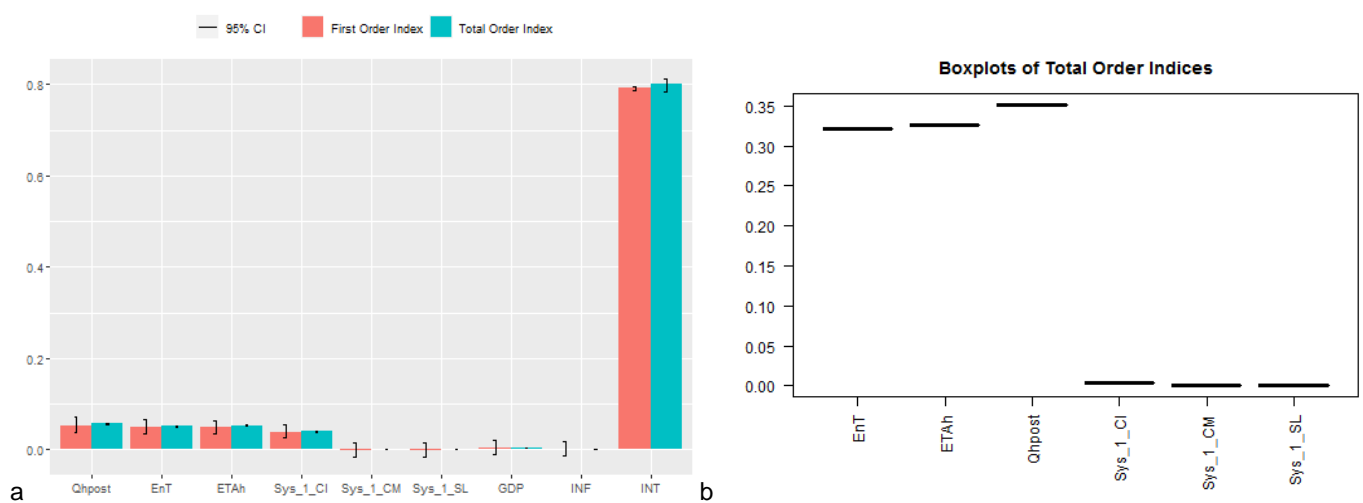 95% CI First Order Index Total Order Index
0.8
0.6
0.4
0.2
0.0
Qhpost EnT ETAh Sys_1_CI Sys_1_CM Sys_1_SL GDP INF INT
a
Boxplots of Total Order Indices
0.35
0.30
0.25
0.20
0.15
0.10
0.05
0.00
EnT
ETAh
Qhpost
Sys_1_CI
Sys_1_CM
Sys_1_SL
b